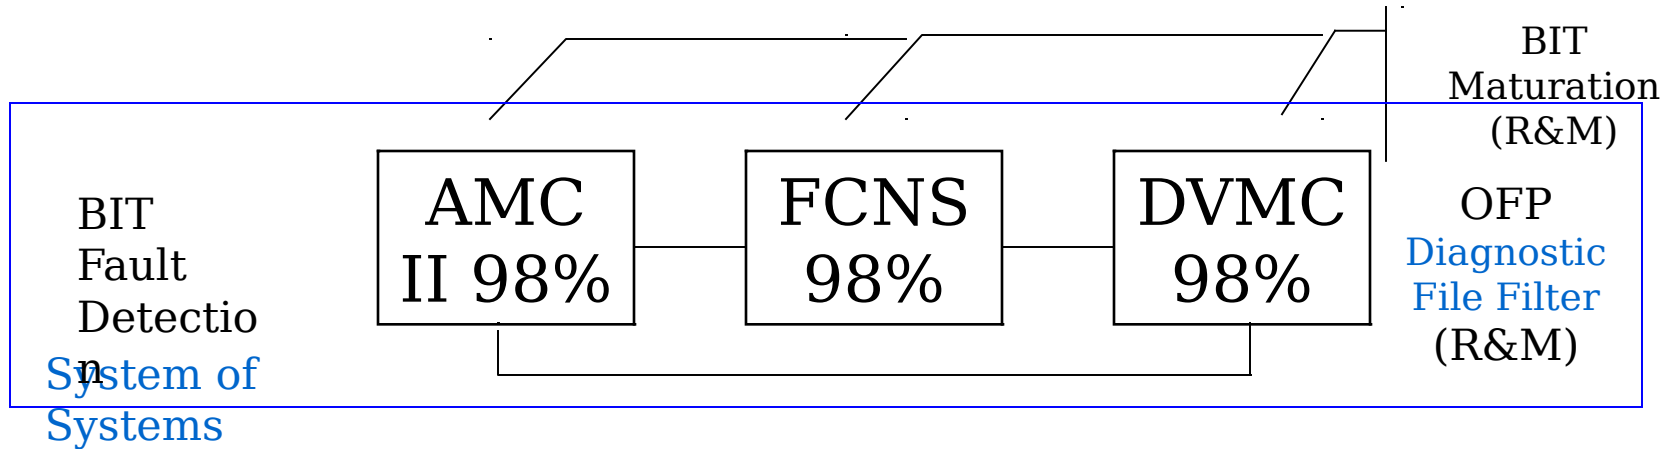 BIT
Fault
Detectio
n
System of
Systems
AMC
II 98%
FCNS
98%
DVMC
98%
BIT
Maturation
(R&M)
OFP
Diagnostic
File Filter
(R&M)